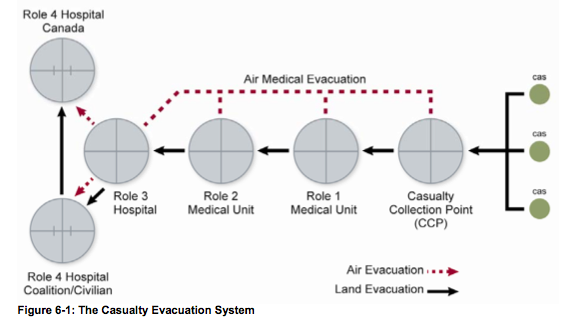 Role 4 Hospital
Canada
Air Medical Evacuation
cas
cas
cas
Role 3
Hospital
Role 2
Medical Unit
Role 1
Medical Unit
Casualty
Collection Point
(CCP)
Role 4 Hospital
Coalition/Civilian
Air Evacuation
Land Evacuation
Figure 6-1: The Casualty Evacuation System